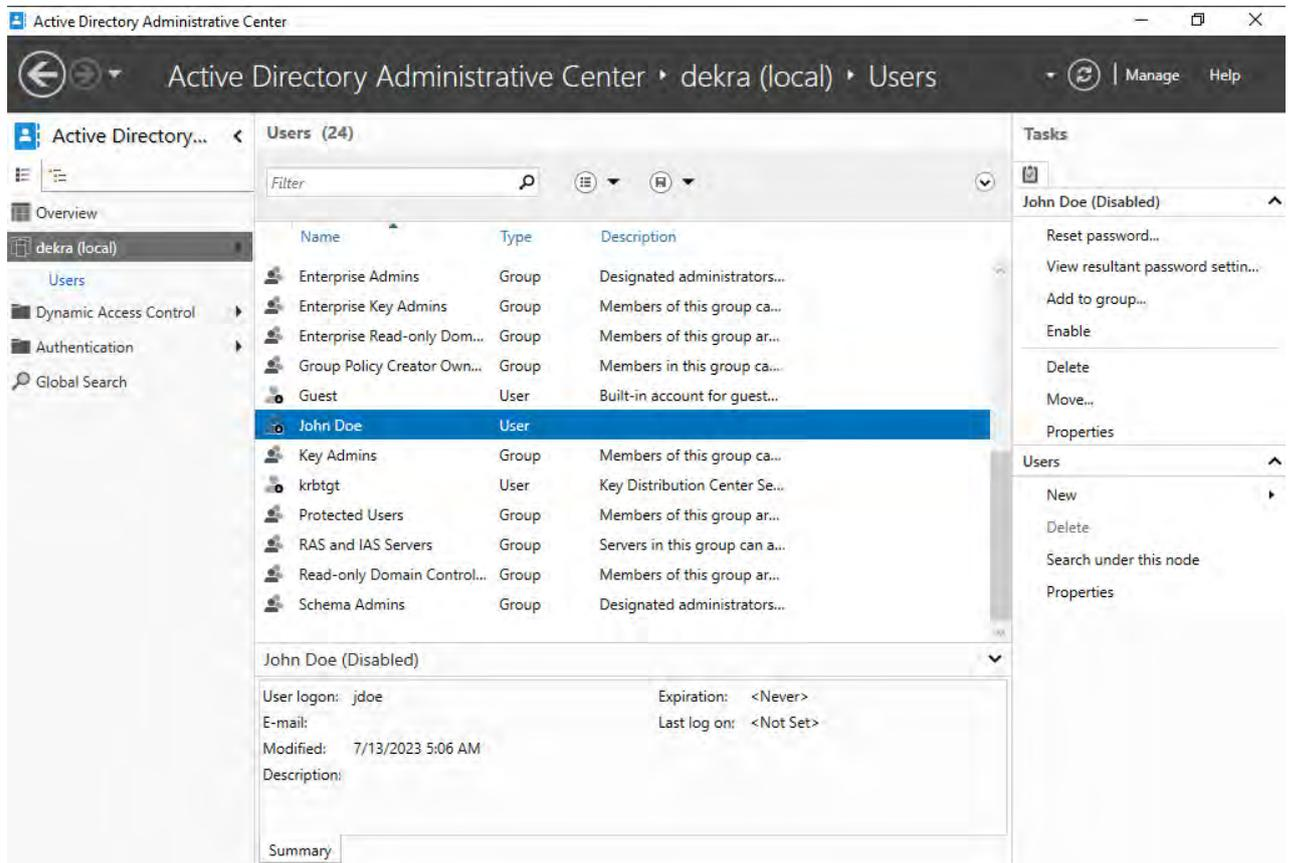 Active Directory Administrative Center
Active Directory Administrative Center • dekra (local) • Users
Manage Help
Active Directory...
Overview
dekra (local)
Users
Dynamic Access Control
Authentication
Global Search
Users (24)
Filter
Name Type Description
Enterprise Admins Group Designated administrators...
Enterprise Key Admins Group Members of this group ca...
Enterprise Read-only Dom... Group Members of this group ar...
Group Policy Creator Own... Group Members in this group ca...
Guest User Built-in account for guest...
John Doe User
Key Admins Group Members of this group ca...
krbtgt User Key Distribution Center Se...
Protected Users Group Members of this group ar...
RAS and IAS Servers Group Servers in this group can a...
Read-only Domain Control... Group Members of this group ar...
Schema Admins Group Designated administrators...
John Doe (Disabled)
User logon: jdoe Expiration: <Never>
E-mail: Last log on: <Not Set>
Modified: 7/13/2023 5:06 AM
Description:
Summary
Tasks
John Doe (Disabled)
Reset password...
View resultant password settin...
Add to group...
Enable
Delete
Move...
Properties
Users
New
Delete
Search under this node
Properties